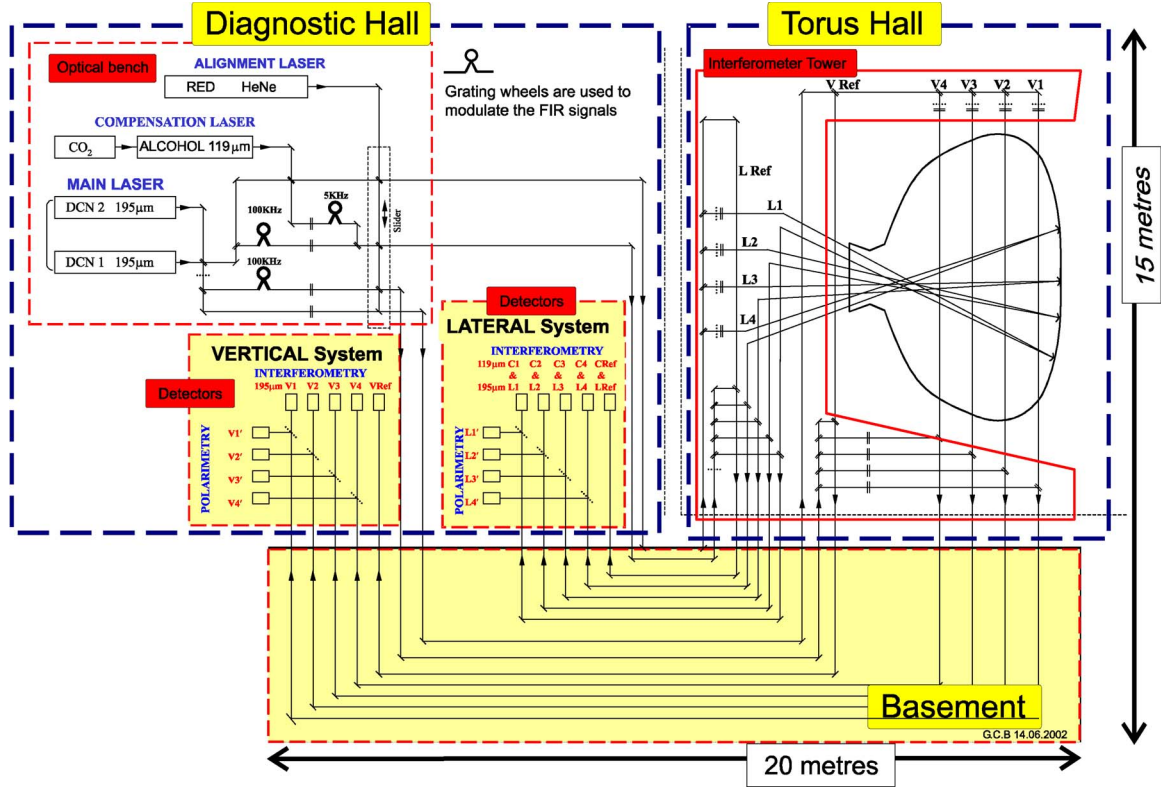 Diagnostic Hall
Torus Hall
Optical bench
ALIGNMENT LASER
RED HeNe
Grating wheels are used to
modulate the FIR signals
COMPENSATION LASER
CO2
ALCOHOL 119µm
MAIN LASER
DCN 2 195µm
DCN 1 195µm
5KHz
100KHz
100KHz
Slider
Interferometer Tower
V Ref
V4
V3
V2
V1
L Ref
L1
L2
L3
L4
15 metres
Detectors
VERTICAL System
INTERFEROMETRY
195µm V1 V2 V3 V4 VRef
POLARIMETRY
V1'
V2'
V3'
V4'
Detectors
LATERAL System
INTERFEROMETRY
119µm C1 C2 C3 C4 CRef
& & & & &
195µm L1 L2 L3 L4 LRef
POLARIMETRY
L1'
L2'
L3'
L4'
Basement
G.C.B 14.06.2002
20 metres